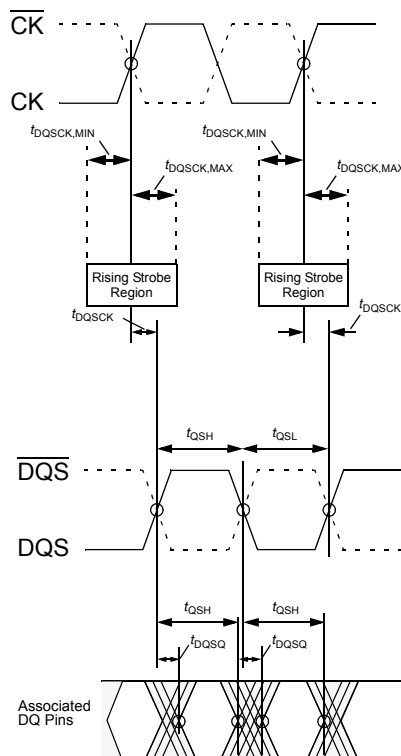 CK
CK
tDQSCK,MIN tDQSCK,MIN
tDQSCK,MAX tDQSCK,MAX
Rising Strobe
Region
Rising Strobe
Region
tDQSCK
tDQSCK
tQSH tQSL
DQS
DQS
tQSH tQSH
tDQSQ tDQSQ
Associated
DQ Pins